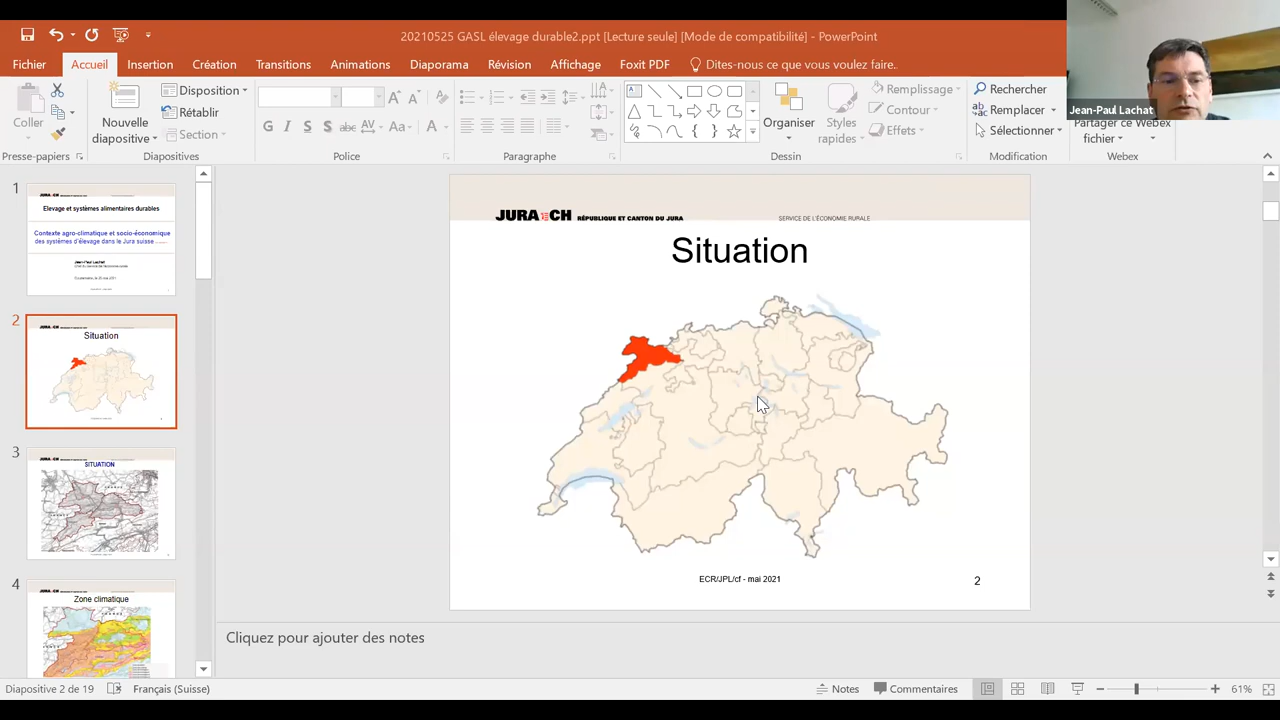 20210525 GASL élevage durable2.ppt [Lecture seule] [Mode de compatibilité] - PowerPoint
Fichier Accueil Insertion Création Transitions Animations Diaporama Révision Affichage Foxit PDF Dites-nous ce que vous voulez faire.
Jean-Paul Lachat
Coller
Nouvelle diapositive
Disposition
Rétablir
Section
G I S S abc AV Aa A
Organiser
Styles rapides
Remplissage
Contour
Effets
Rechercher
Remplacer
Sélectionner
Partager ce Webex
fichier
Presse-papiers Diapositives Police Paragraphe Dessin Modification Webex
1
Elevage et systèmes alimentaires durables
Contexte agro-climatique et socio-économique
des systèmes d'élevage dans le Jura suisse
Jean-Paul Lachat
2
Situation
3
SITUATION
4
Zone climatique
JURA CH RÉPUBLIQUE ET CANTON DU JURA
SERVICE DE L'ÉCONOMIE RURALE
Situation
ECR/JPL/cf - mai 2021
2
Cliquez pour ajouter des notes
Diapositive 2 de 19 Français (Suisse) Notes Commentaires 61%